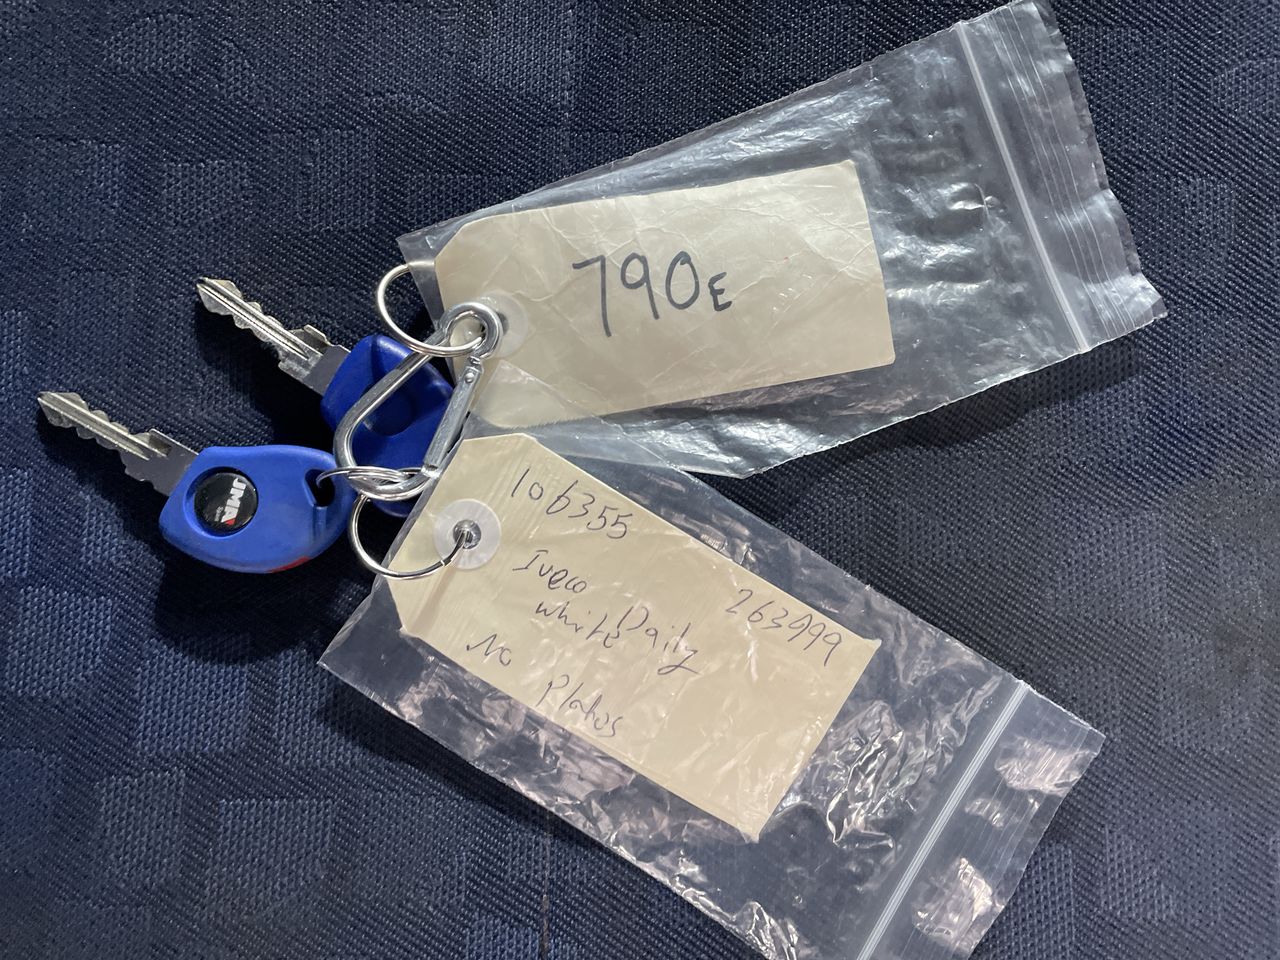 790E
106355
263999
Iveco Daily
white
No Plates
JMA